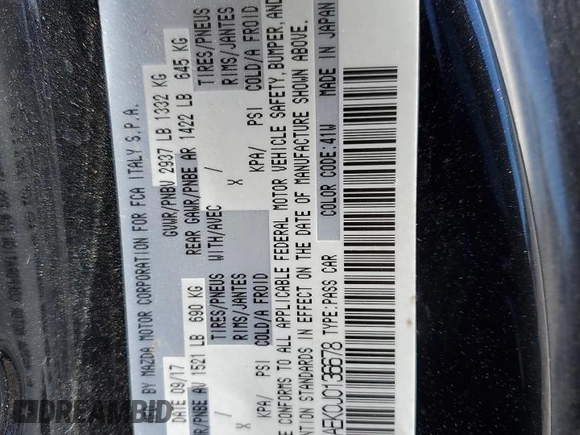 BY MAZDA MOTOR CORPORATION FOR FCA ITALY S.P.A.
DATE 09/17 GVWR/PNBV 2937 LB 1332 KG
GAWR/PNBE AV 1521 LB 690 KG REAR GAWR/PNBE AR 1422 LB 645 KG
TIRES/PNEUS WITH/AVEC TIRES/PNEUS
RIMS/JANTES X RIMS/JANTES
COLD/A FROID KPA/ PSI COLD/A FROID
X
KPA/ PSI
CONFORMS TO ALL APPLICABLE FEDERAL MOTOR VEHICLE SAFETY, BUMPER, AND
STANDARDS IN EFFECT ON THE DATE OF MANUFACTURE SHOWN ABOVE.
TYPE:PASS CAR COLOR CODE:41W MADE IN JAPAN
R REPAIRABLEVEHICLES.COM